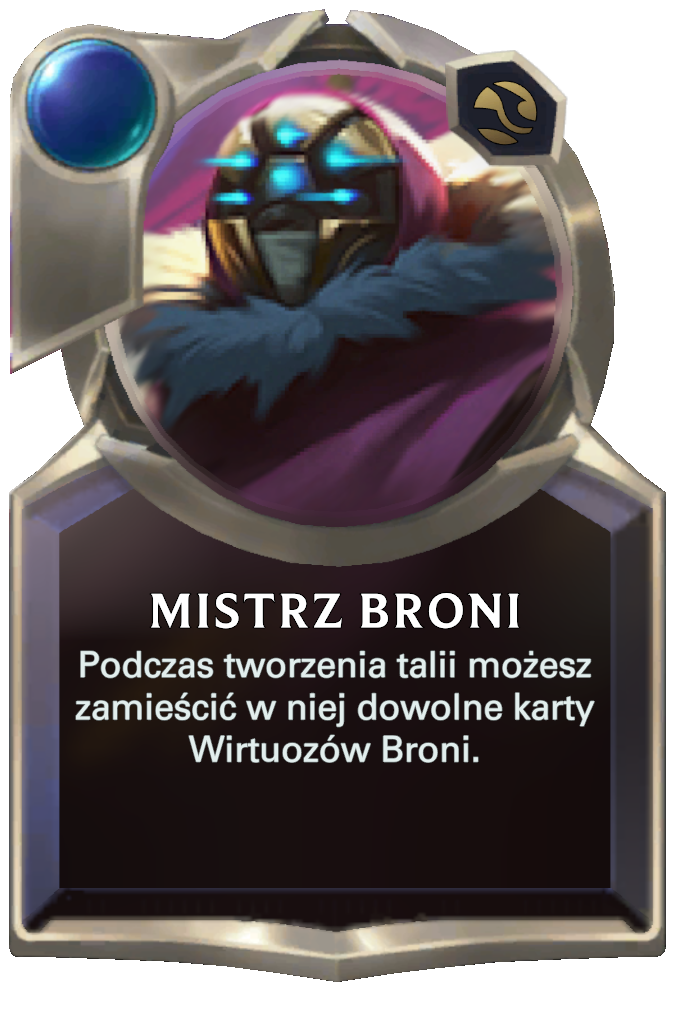 MISTRZ BRONI
Podczas tworzenia talii możesz
zamieścić w niej dowolne karty
Wirtuozów Broni.